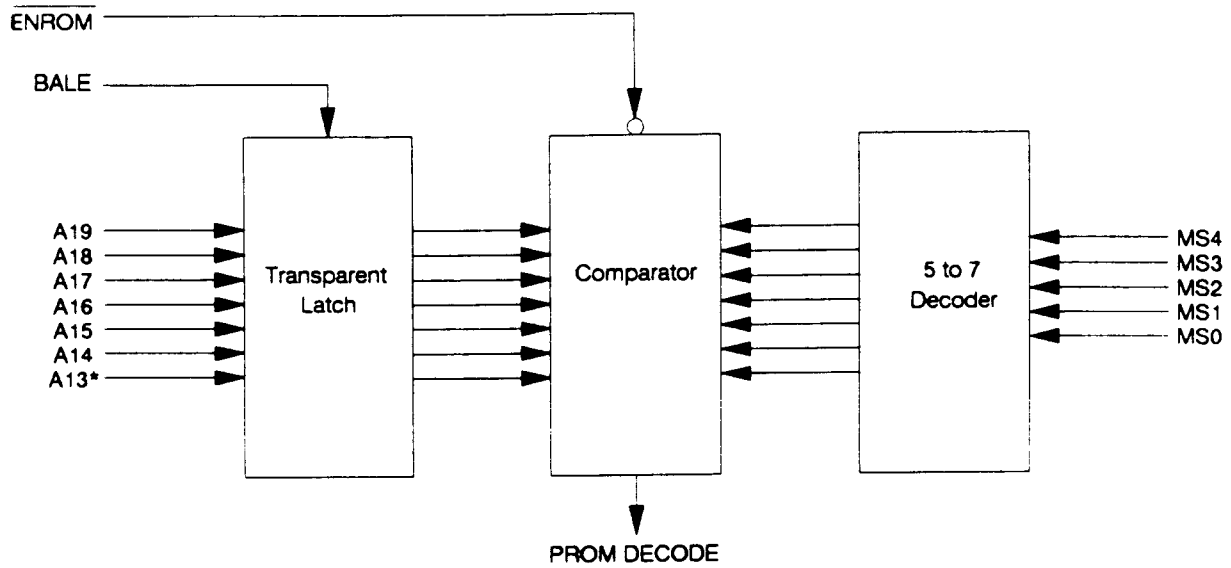 ENROM
BALE
A19
A18
A17
A16
A15
A14
A13*
Transparent
Latch
Comparator
5 to 7
Decoder
MS4
MS3
MS2
MS1
MS0
PROM DECODE